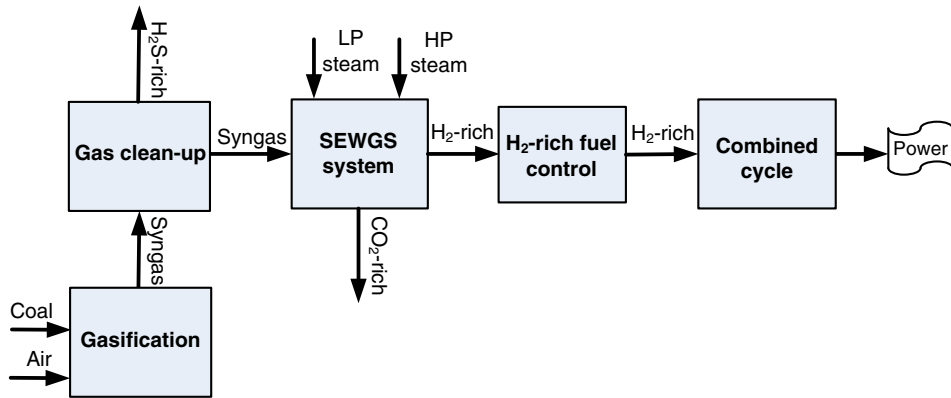 H₂S-rich
LP
steam
HP
steam
Gas clean-up
Syngas
SEWGS
system
H₂-rich
H₂-rich fuel
control
H₂-rich
Combined
cycle
Power
Syngas
CO₂-rich
Coal
Air
Gasification